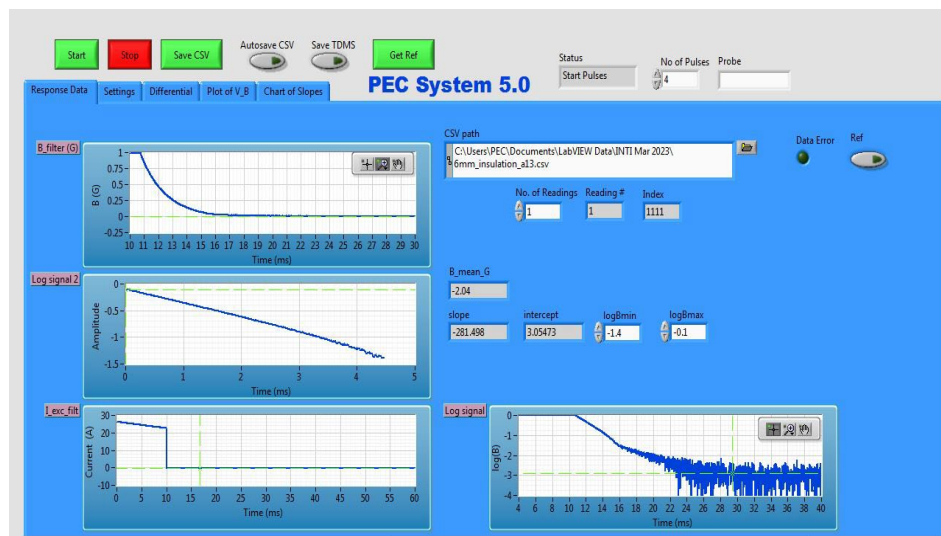 Start
Stop
Save CSV
Autosave CSV
Save TDMS
Get Ref
PEC System 5.0
Status
Start Pulses
No of Pulses
4
Probe
Response Data
Settings
Differential
Plot of V_B
Chart of Slopes
B_filter (G)
B (G)
1
0.75
0.5
0.25
0
-0.25
10 11 12 13 14 15 16 17 18 19 20 21 22 23 24 25 26 27 28 29 30
Time (ms)
CSV path
C:\Users\PEC\Documents\LabVIEW Data\INTI Mar 2023\
6mm_insulation_a13.csv
Data Error
Ref
No. of Readings
1
Reading #
1
Index
1111
Log signal 2
Amplitude
0
-0.5
-1
-1.5
0 1 2 3 4 5
Time (ms)
B_mean_G
-2.04
slope
-281.498
intercept
3.05473
logBmin
-1.4
logBmax
-0.1
I_exc_filt
Current (A)
30
20
10
0
-10
0 5 10 15 20 25 30 35 40 45 50 55 60
Time (ms)
Log signal
log(B)
0
-1
-2
-3
-4
4 6 8 10 12 14 16 18 20 22 24 26 28 30 32 34 36 38 40
Time (ms)